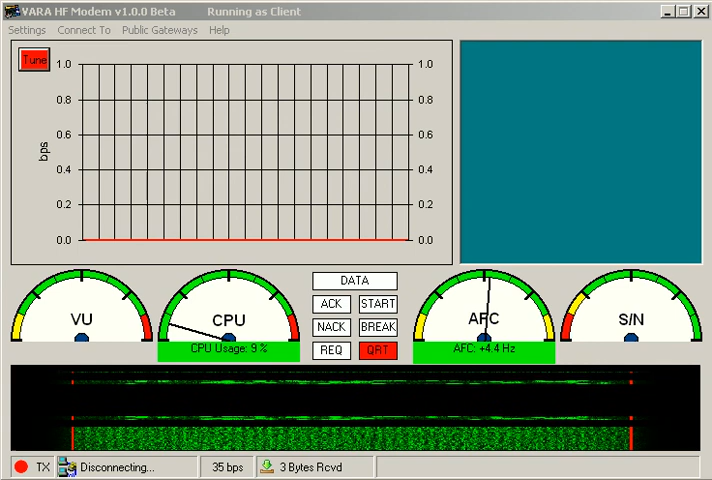 VARA HF Modem v1.0.0 Beta Running as Client
Settings Connect To Public Gateways Help
Tune
1.0 1.0
0.8 0.8
0.6 0.6
bps
0.4 0.4
0.2 0.2
0.0 0.0
DATA
ACK START
NACK BREAK
REQ QRT
VU CPU AFC S/N
CPU Usage: 9 % AFC: +4.4 Hz
TX Disconnecting... 35 bps 3 Bytes Rcvd